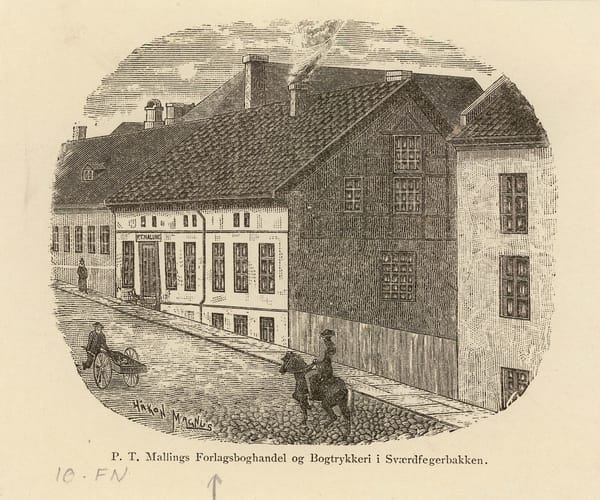 P.T. MALLING
HÅKON MAGNUS
P. T. Mallings Forlagsboghandel og Bogtrykkeri i Sværdfegerbakken.
10. FN